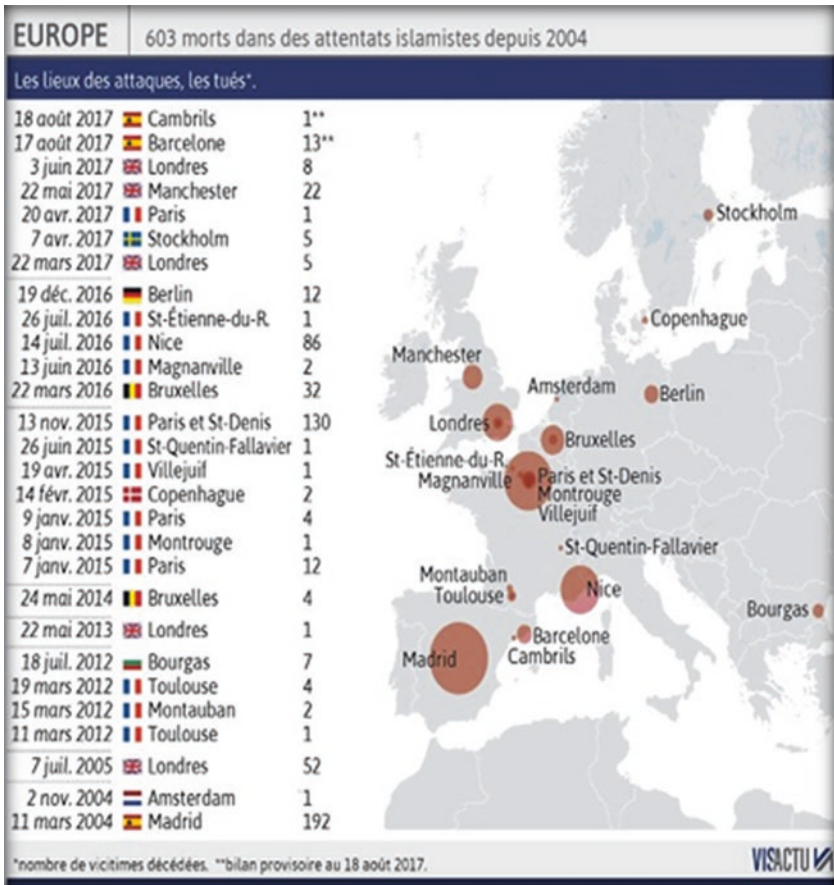 EUROPE 603 morts dans des attentats islamistes depuis 2004
Les lieux des attaques, les tués*.
18 août 2017 Cambrils 1**
17 août 2017 Barcelone 13**
3 juin 2017 Londres 8
22 mai 2017 Manchester 22
20 avr. 2017 Paris 1
7 avr. 2017 Stockholm 5
22 mars 2017 Londres 5
19 déc. 2016 Berlin 12
26 juil. 2016 St-Étienne-du-R. 1
14 juil. 2016 Nice 86
13 juin 2016 Magnanville 2
22 mars 2016 Bruxelles 32
13 nov. 2015 Paris et St-Denis 130
26 juin 2015 St-Quentin-Fallavier 1
19 avr. 2015 Villejuif 1
14 févr. 2015 Copenhague 2
9 janv. 2015 Paris 4
8 janv. 2015 Montrouge 1
7 janv. 2015 Paris 12
24 mai 2014 Bruxelles 4
22 mai 2013 Londres 1
18 juil. 2012 Bourgas 7
19 mars 2012 Toulouse 4
15 mars 2012 Montauban 2
11 mars 2012 Toulouse 1
7 juil. 2005 Londres 52
2 nov. 2004 Amsterdam 1
11 mars 2004 Madrid 192
Stockholm
Copenhague
Manchester
Amsterdam
Berlin
Londres
Bruxelles
St-Étienne-du-R.
Magnanville
Paris et St-Denis
Montrouge
Villejuif
St-Quentin-Fallavier
Montauban
Toulouse
Nice
Bourgas
Barcelone
Cambrils
Madrid
*nombre de vicitimes décédées. **bilan provisoire au 18 août 2017.
VISACTU